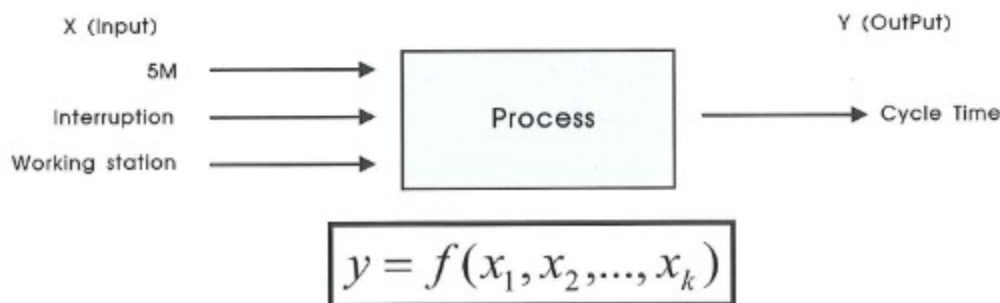 X (Input)
Y (OutPut)
5M
Interruption
Working station
Process
Cycle Time
y = f(x₁, x₂,..., xₖ)